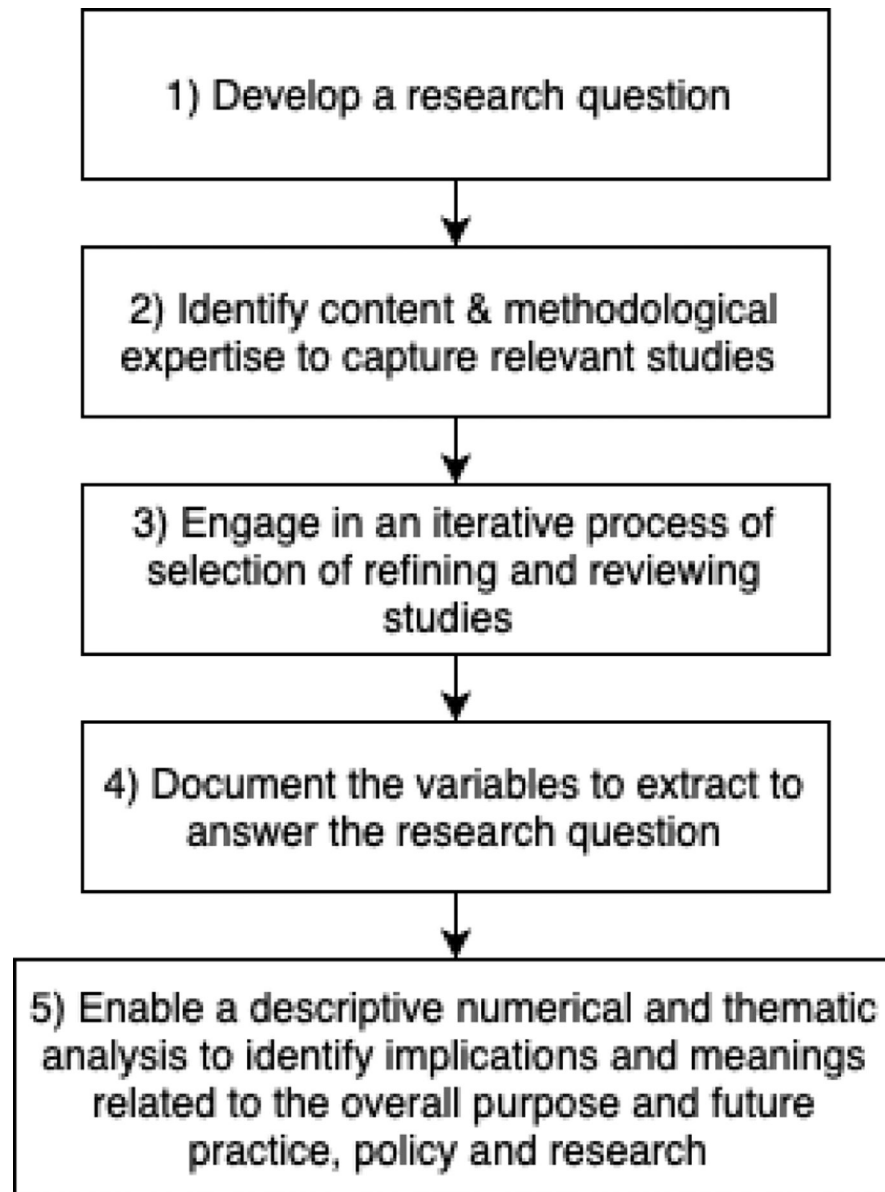 1) Develop a research question
2) Identify content & methodological
expertise to capture relevant studies
3) Engage in an iterative process of
selection of refining and reviewing
studies
4) Document the variables to extract to
answer the research question
5) Enable a descriptive numerical and thematic
analysis to identify implications and meanings
related to the overall purpose and future
practice, policy and research